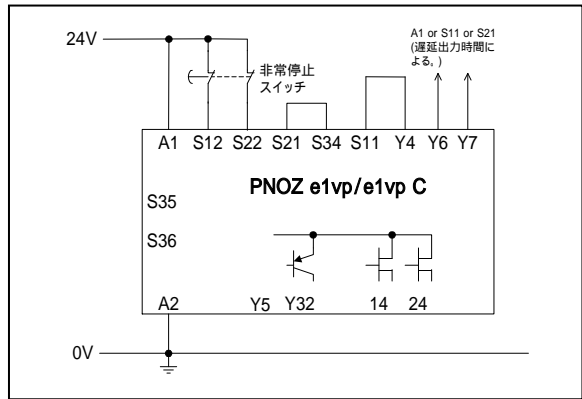 24V
A1 or S11 or S21
(遅延出力時間に
よる。)
非常停止
スイッチ
A1 S12 S22 S21 S34 S11 Y4 Y6 Y7
PNOZ e1vp/e1vp C
S35
S36
A2 Y5 Y32 14 24
0V